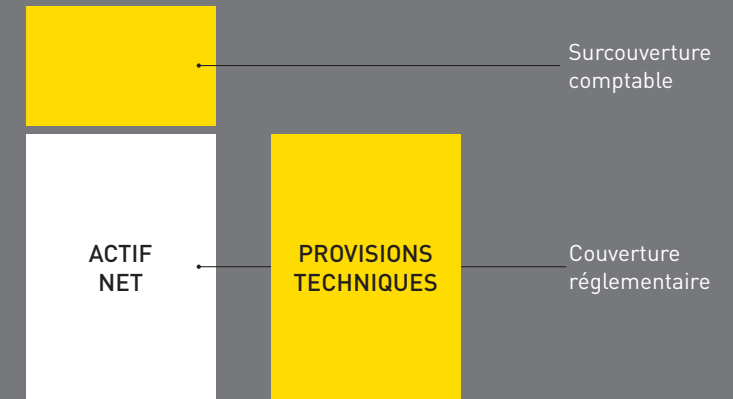 Surcouverture
comptable
ACTIF
NET
PROVISIONS
TECHNIQUES
Couverture
réglementaire